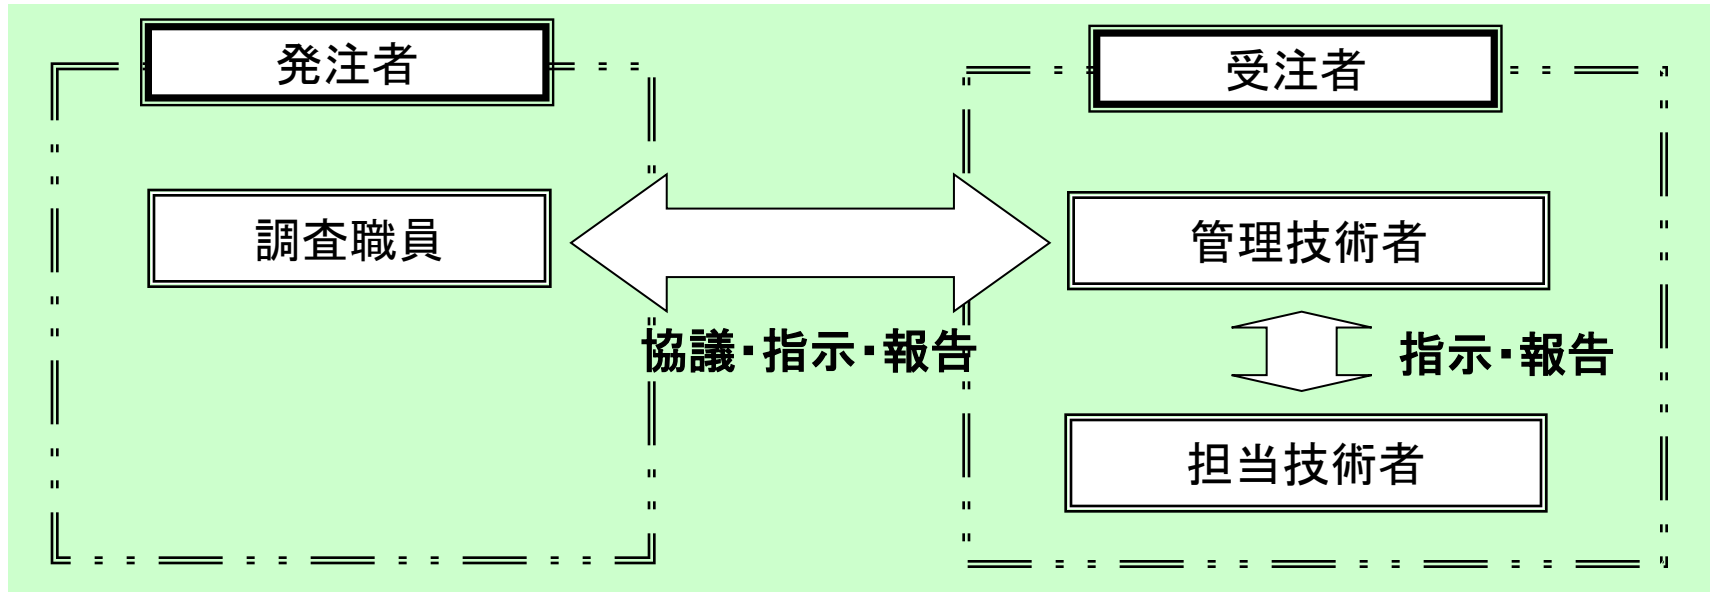 発注者
受注者
調査職員
管理技術者
協議・指示・報告
指示・報告
担当技術者